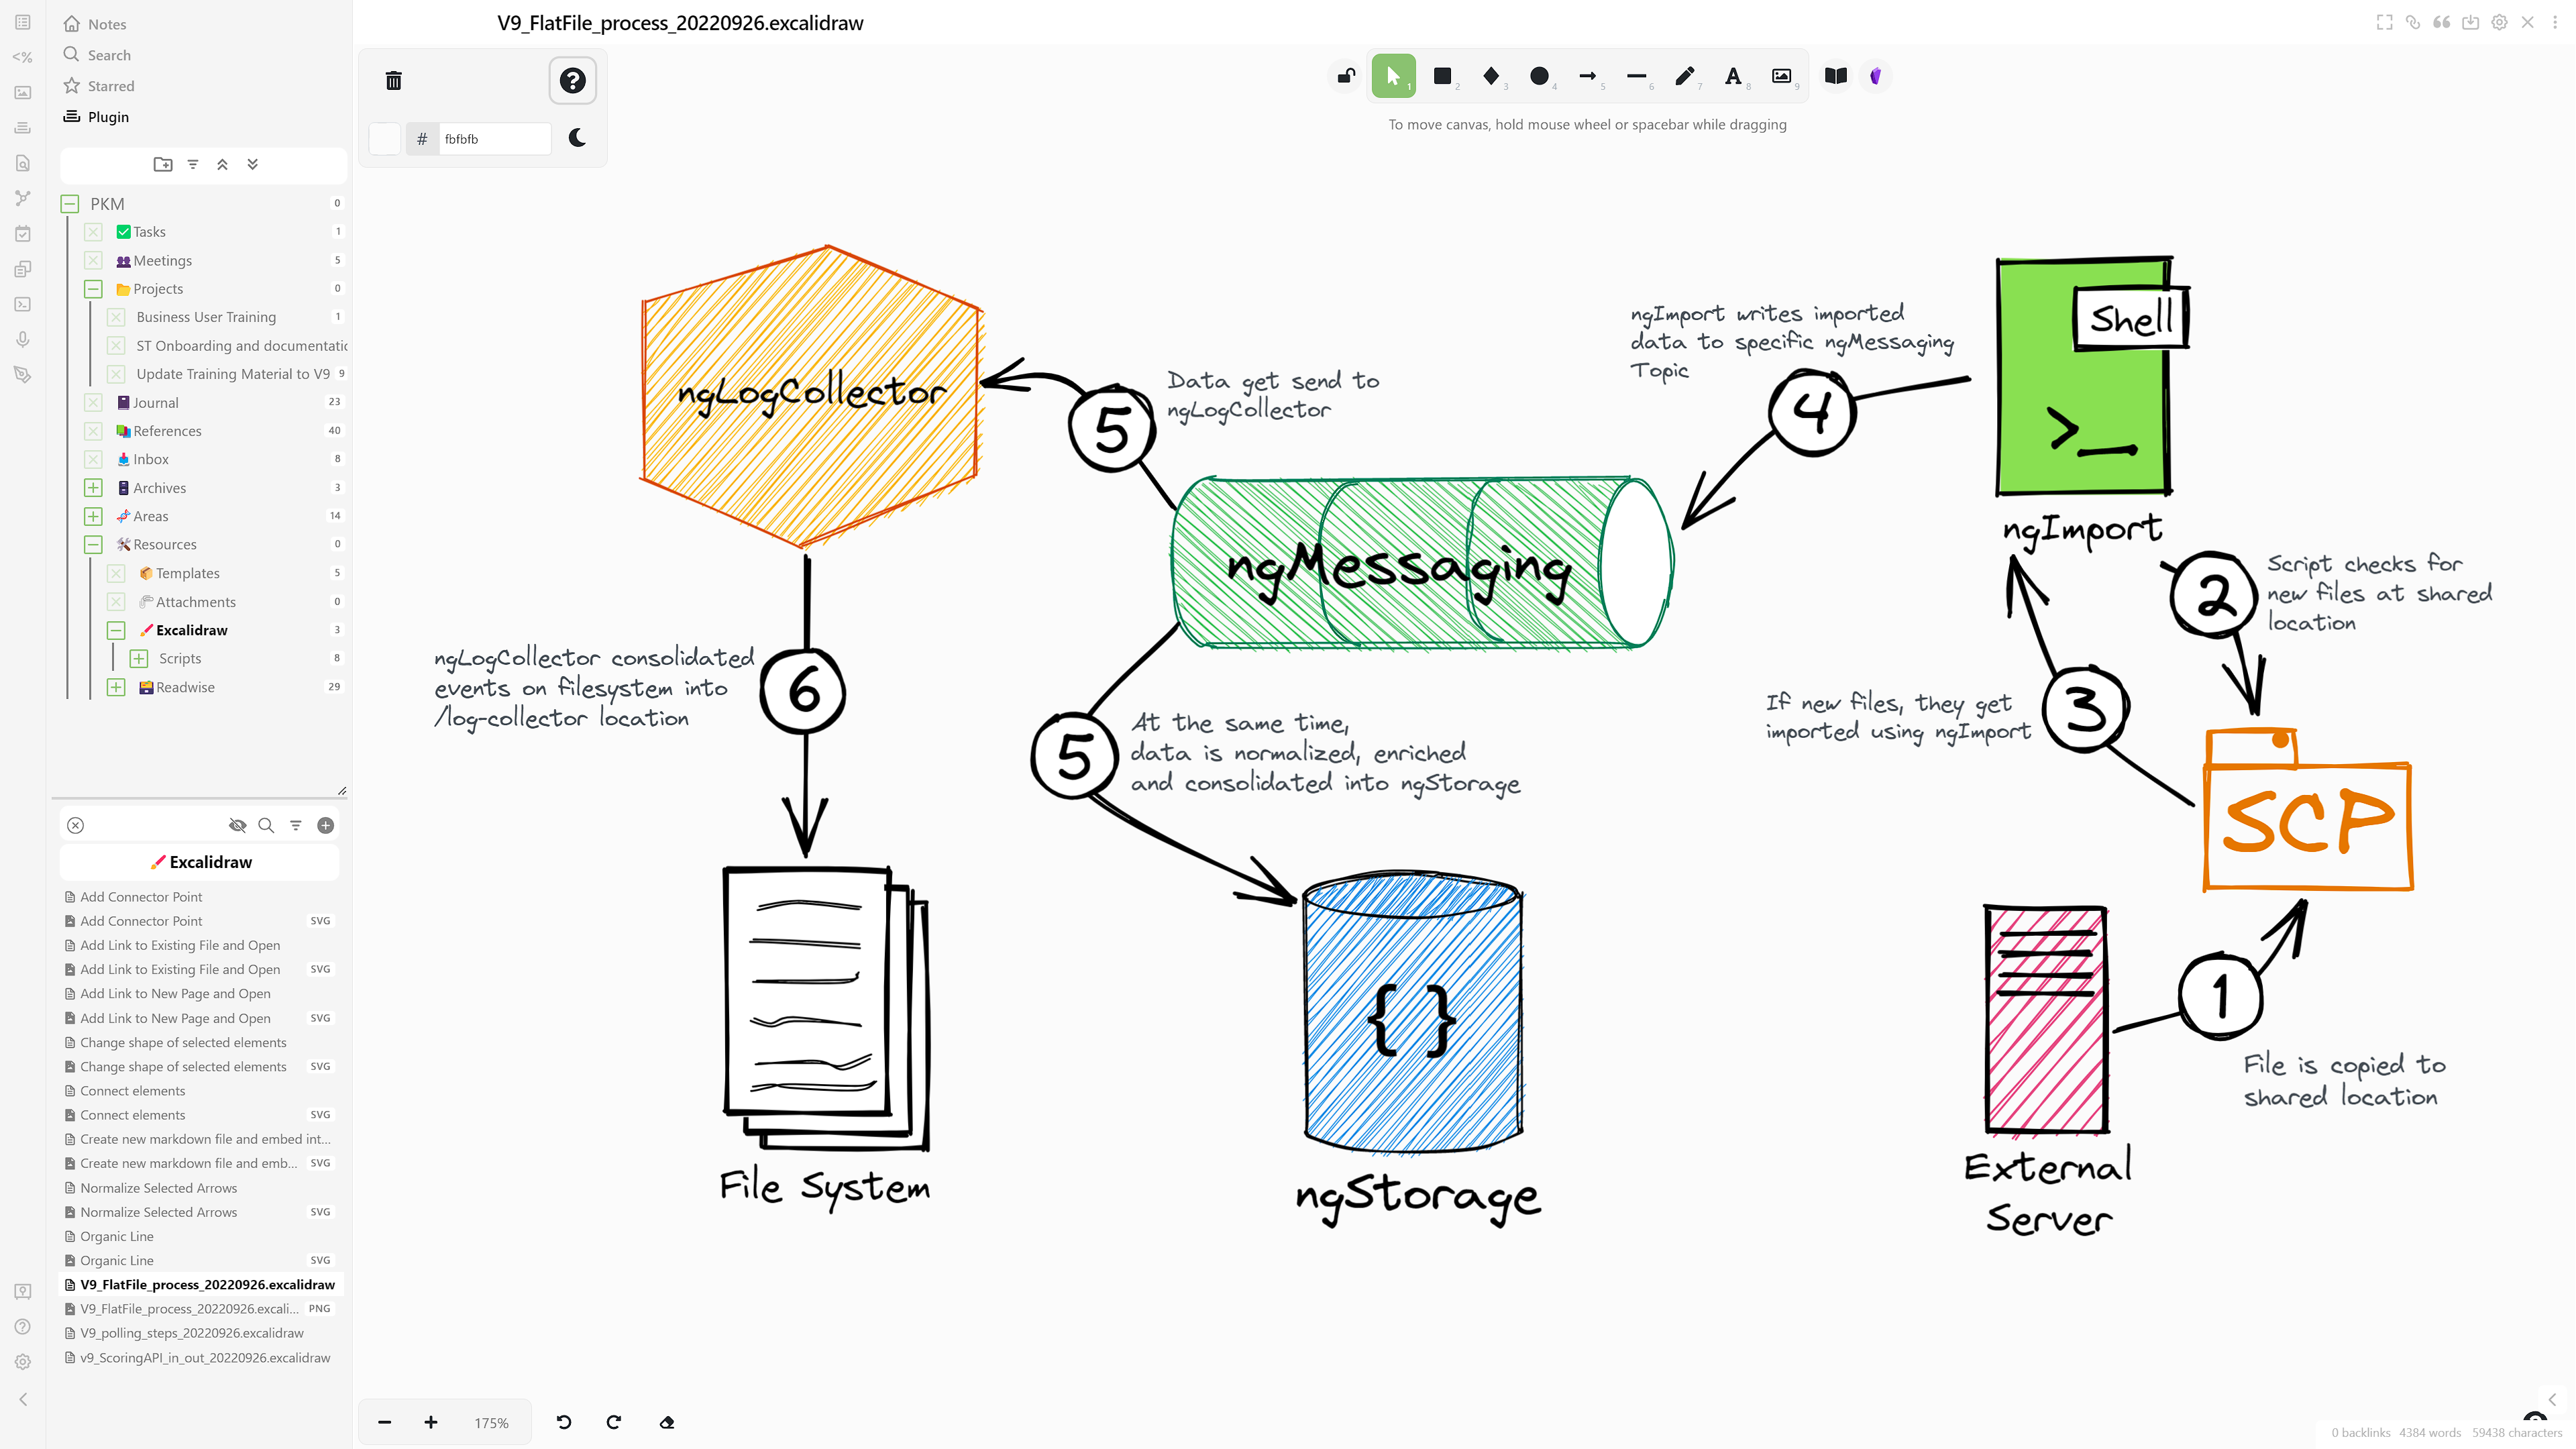 V9_FlatFile_process_20220926.excalidraw
Notes
Search
Starred
Plugin
PKM 0
Tasks 1
Meetings 5
Projects 0
Business User Training 1
ST Onboarding and documentatic
Update Training Material to V9 9
Journal 23
References 40
Inbox 8
Archives 3
Areas 14
Resources 0
Templates 5
Attachments 0
Excalidraw 3
Scripts 8
Readwise 29
Excalidraw
Add Connector Point
Add Connector Point SVG
Add Link to Existing File and Open
Add Link to Existing File and Open SVG
Add Link to New Page and Open
Add Link to New Page and Open SVG
Change shape of selected elements
Change shape of selected elements SVG
Connect elements
Connect elements SVG
Create new markdown file and embed int...
Create new markdown file and emb... SVG
Normalize Selected Arrows
Normalize Selected Arrows SVG
Organic Line
Organic Line SVG
V9_FlatFile_process_20220926.excalidraw
V9_FlatFile_process_20220926.excali... PNG
V9_polling_steps_20220926.excalidraw
v9_ScoringAPI_in_out_20220926.excalidraw
# fbfbfb
1 2 3 4 5 6 7 A 8 9
To move canvas, hold mouse wheel or spacebar while dragging
ngLogCollector
5
Data get send to
ngLogCollector
ngImport writes imported
data to specific ngMessaging
Topic
4
Shell
>_
ngImport
ngMessaging
2
Script checks for
new files at shared
location
ngLogCollector consolidated
events on filesystem into
/log-collector location
6
5
At the same time,
data is normalized, enriched
and consolidated into ngStorage
If new files, they get
imported using ngImport
3
SCP
{ }
1
File is copied to
shared location
File System
ngStorage
External
Server
175%
0 backlinks 4384 words 59438 characters